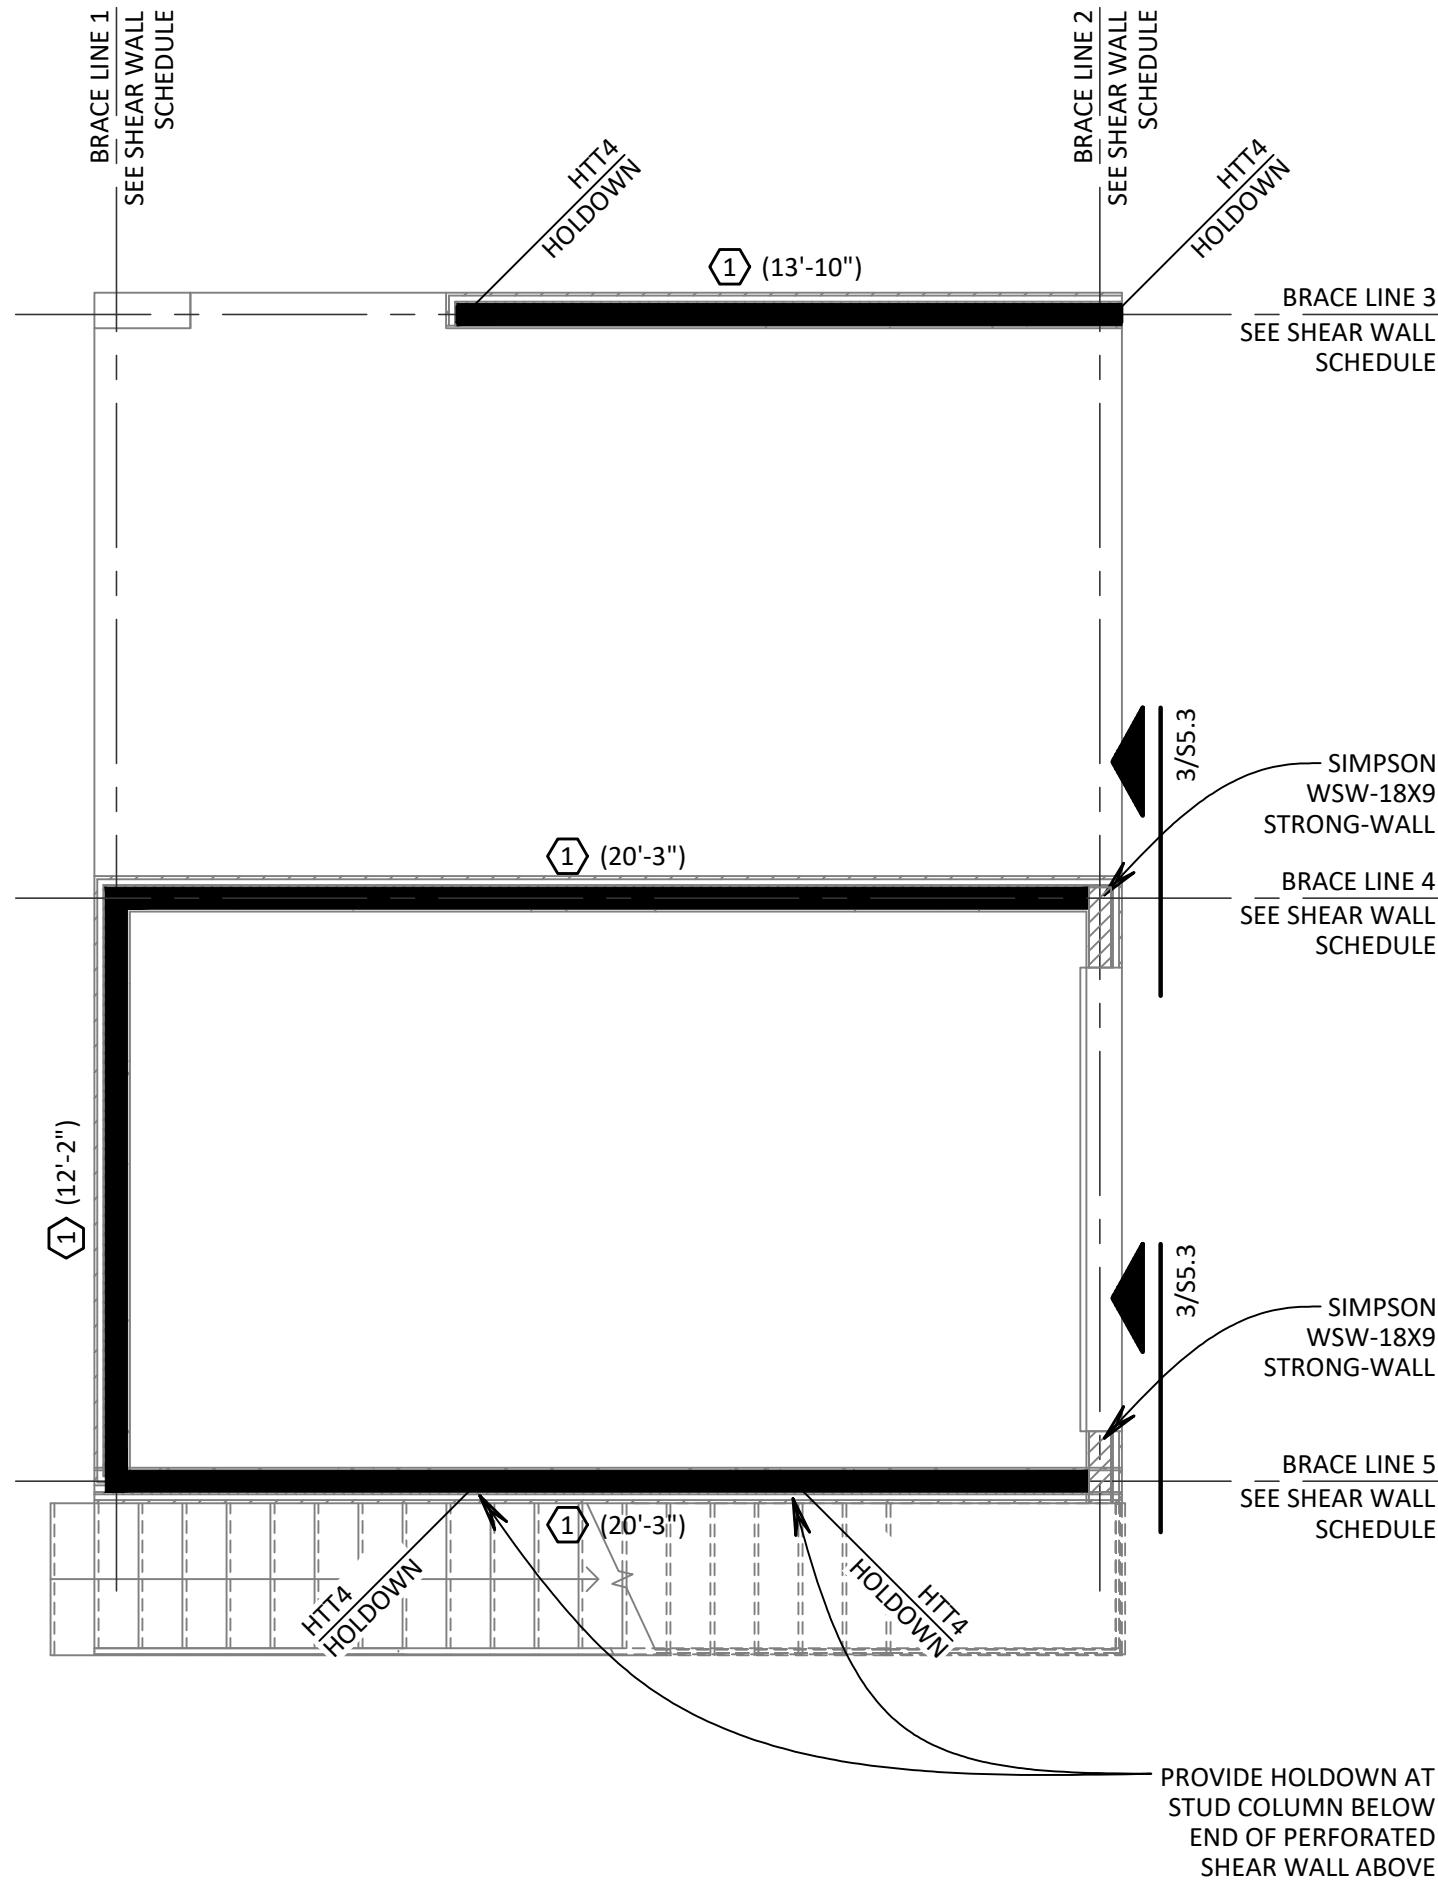 BRACE LINE 1
SEE SHEAR WALL
SCHEDULE
BRACE LINE 2
SEE SHEAR WALL
SCHEDULE
HTT4
HOLDOWN
HTT4
HOLDOWN
1 (13'-10")
BRACE LINE 3
SEE SHEAR WALL
SCHEDULE
3/S5.3
SIMPSON
WSW-18X9
STRONG-WALL
1 (20'-3")
BRACE LINE 4
SEE SHEAR WALL
SCHEDULE
1 (12'-2")
3/S5.3
SIMPSON
WSW-18X9
STRONG-WALL
BRACE LINE 5
SEE SHEAR WALL
SCHEDULE
1 (20'-3")
HTT4
HOLDOWN
HTT4
HOLDOWN
PROVIDE HOLDOWN AT
STUD COLUMN BELOW
END OF PERFORATED
SHEAR WALL ABOVE